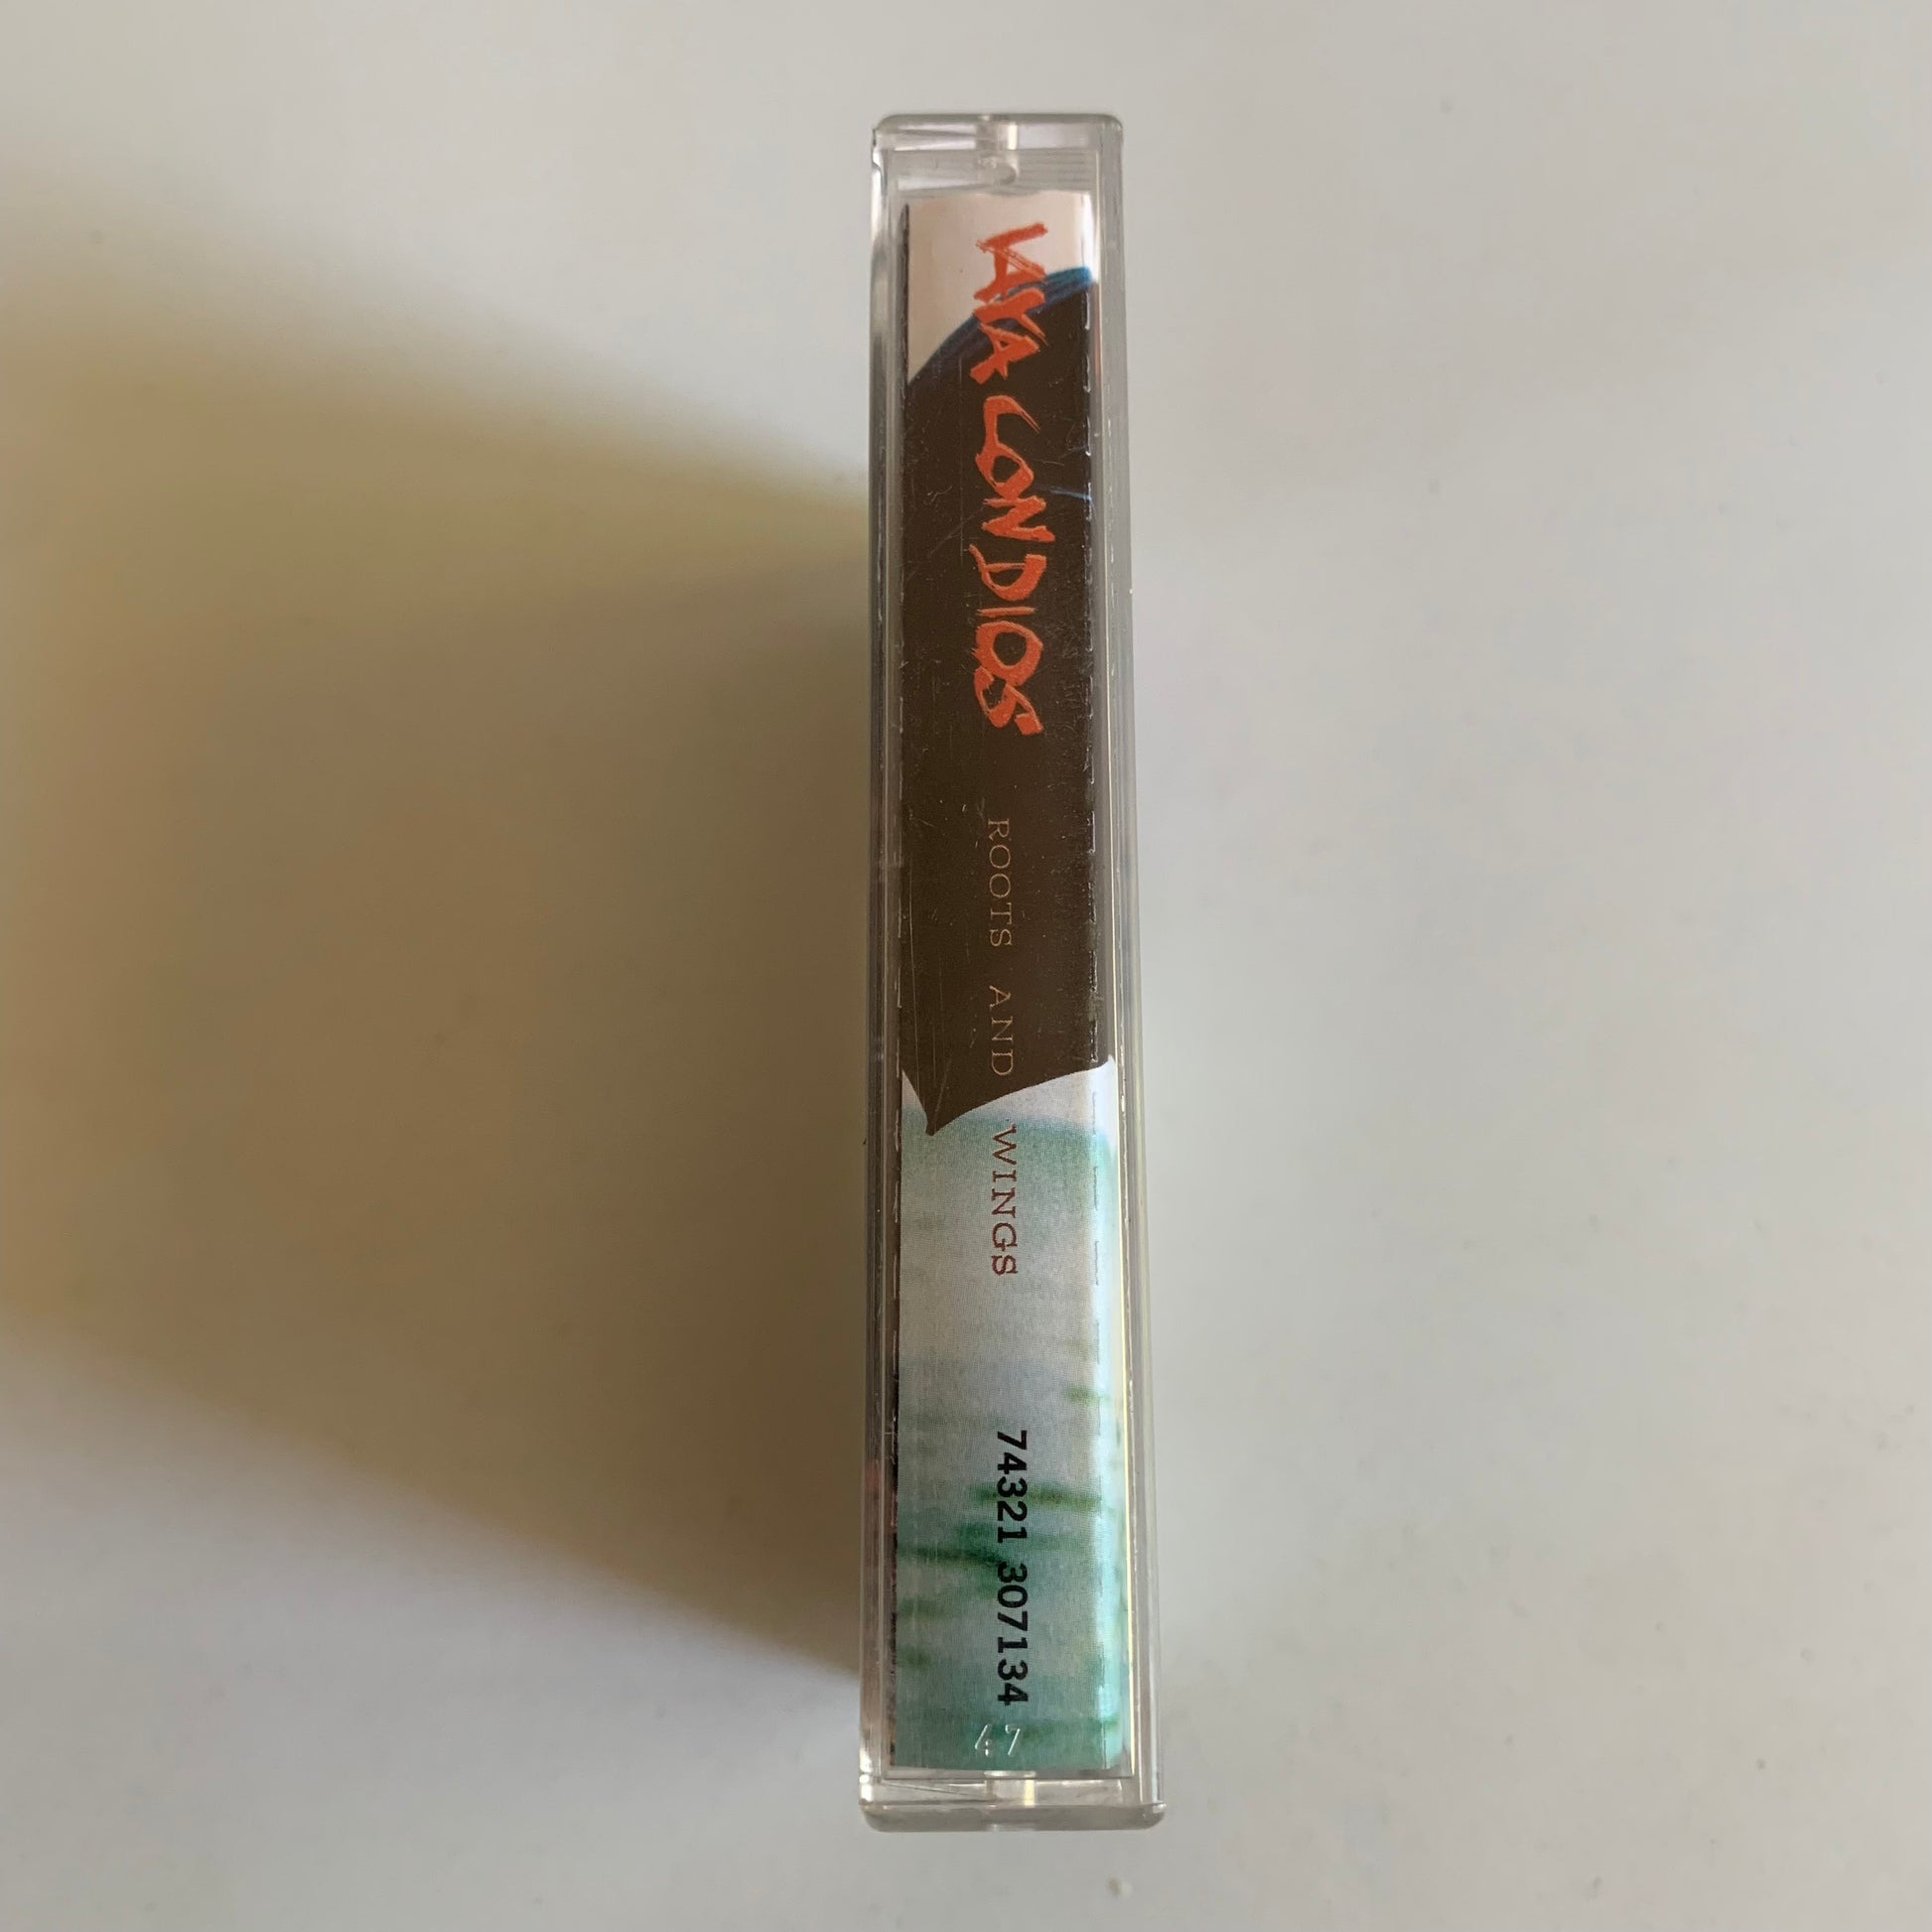 VAYA CON DIOS
ROOTS AND WINGS
74321 307134
47